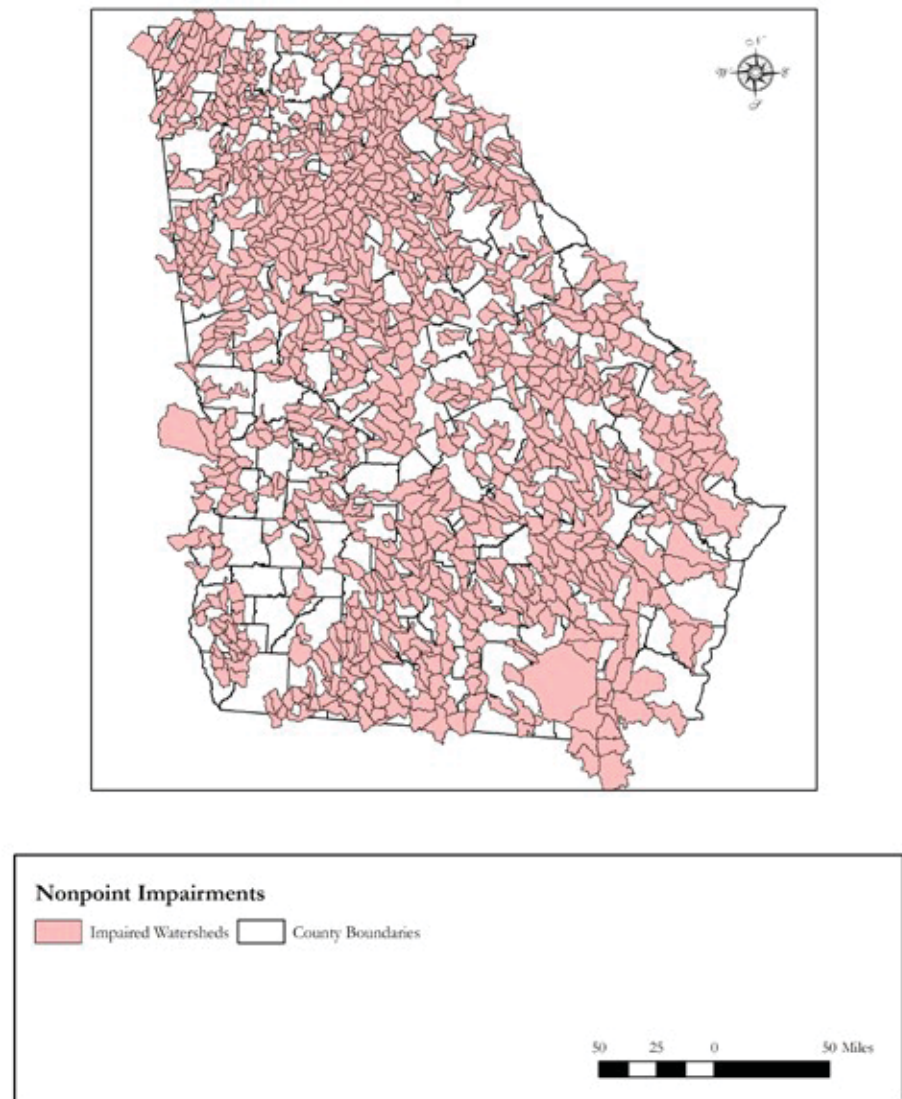 N
W
S
Nonpoint Impairments
Impaired Watersheds County Boundaries
50 25 0 50 Miles